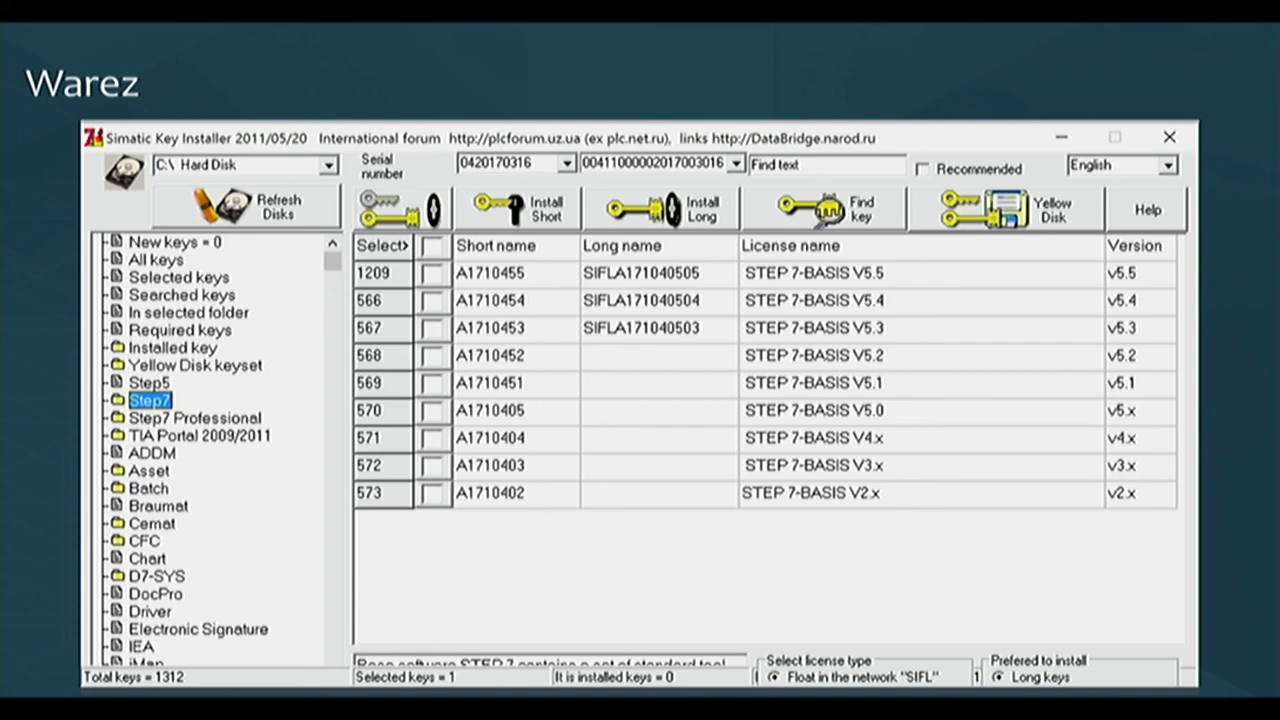 Warez
Simatic Key Installer 2011/05/20 International forum http://plcforum.uz.ua (ex plc.net.ru), links http://DataBridge.narod.ru
C:\ Hard Disk
Serial number
0420170316
00411000002017003016
Find text
Recommended
English
Refresh Disks
Install Short
Install Long
Find key
Yellow Disk
Help
New keys = 0
All keys
Selected keys
Searched keys
In selected folder
Required keys
Installed key
Yellow Disk keyset
Step5
Step7
Step7 Professional
TIA Portal 2009/2011
ADDM
Asset
Batch
Braumat
Cemat
CFC
Chart
D7-SYS
DocPro
Driver
Electronic Signature
IEA
iMap
Select> Short name Long name License name Version
1209 A1710455 SIFLA171040505 STEP 7-BASIS V5.5 v5.5
566 A1710454 SIFLA171040504 STEP 7-BASIS V5.4 v5.4
567 A1710453 SIFLA171040503 STEP 7-BASIS V5.3 v5.3
568 A1710452 STEP 7-BASIS V5.2 v5.2
569 A1710451 STEP 7-BASIS V5.1 v5.1
570 A1710405 STEP 7-BASIS V5.0 v5.x
571 A1710404 STEP 7-BASIS V4.x v4.x
572 A1710403 STEP 7-BASIS V3.x v3.x
573 A1710402 STEP 7-BASIS V2.x v2.x
software STEP 7 contains a set of standard tool
Select license type
Float in the network "SIFL"
1
Prefered to install
Long keys
Total keys = 1312
Selected keys = 1
It is installed keys = 0